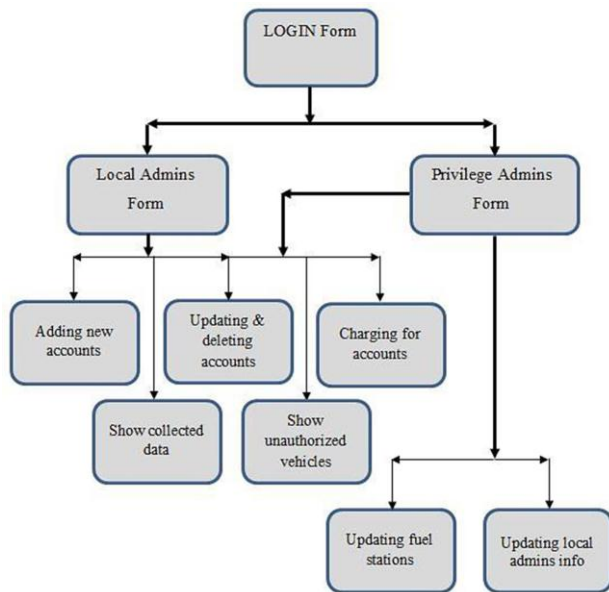 LOGIN Form
Local Admins
Form
Privilege Admins
Form
Adding new
accounts
Updating &
deleting
accounts
Charging for
accounts
Show collected
data
Show
unauthorized
vehicles
Updating fuel
stations
Updating local
admins info